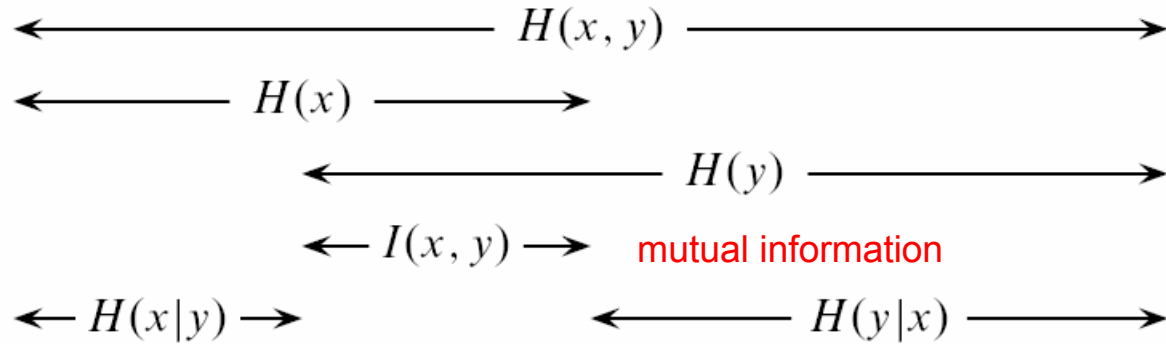 H(x, y)
H(x)
H(y)
I(x, y) mutual information
H(x|y) H(y|x)